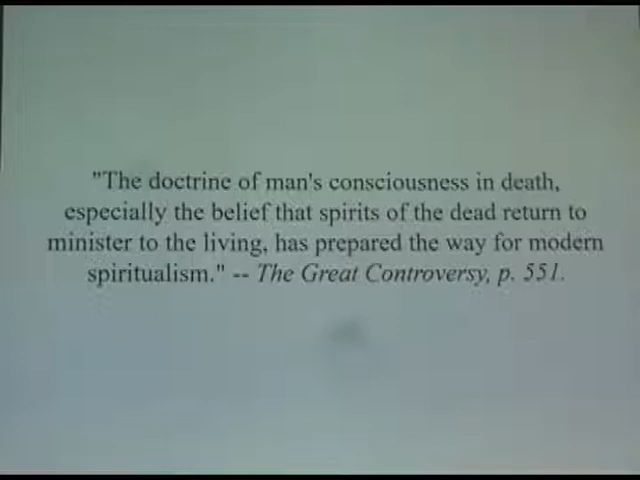 "The doctrine of man's consciousness in death,
especially the belief that spirits of the dead return to
minister to the living, has prepared the way for modern
spiritualism." -- The Great Controversy, p. 551.